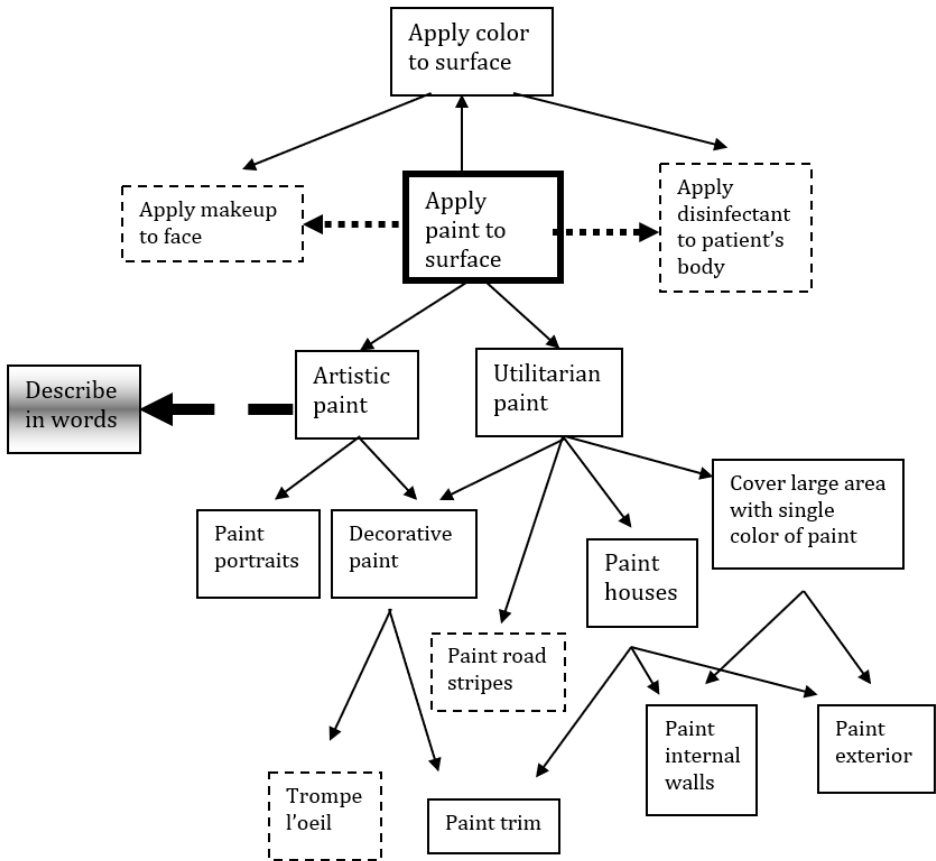 Apply color
to surface
Apply makeup
to face
Apply
paint to
surface
Apply
disinfectant
to patient's
body
Describe
in words
Artistic
paint
Utilitarian
paint
Paint
portraits
Decorative
paint
Paint
houses
Cover large area
with single
color of paint
Paint road
stripes
Trompe
l'oeil
Paint trim
Paint
internal
walls
Paint
exterior